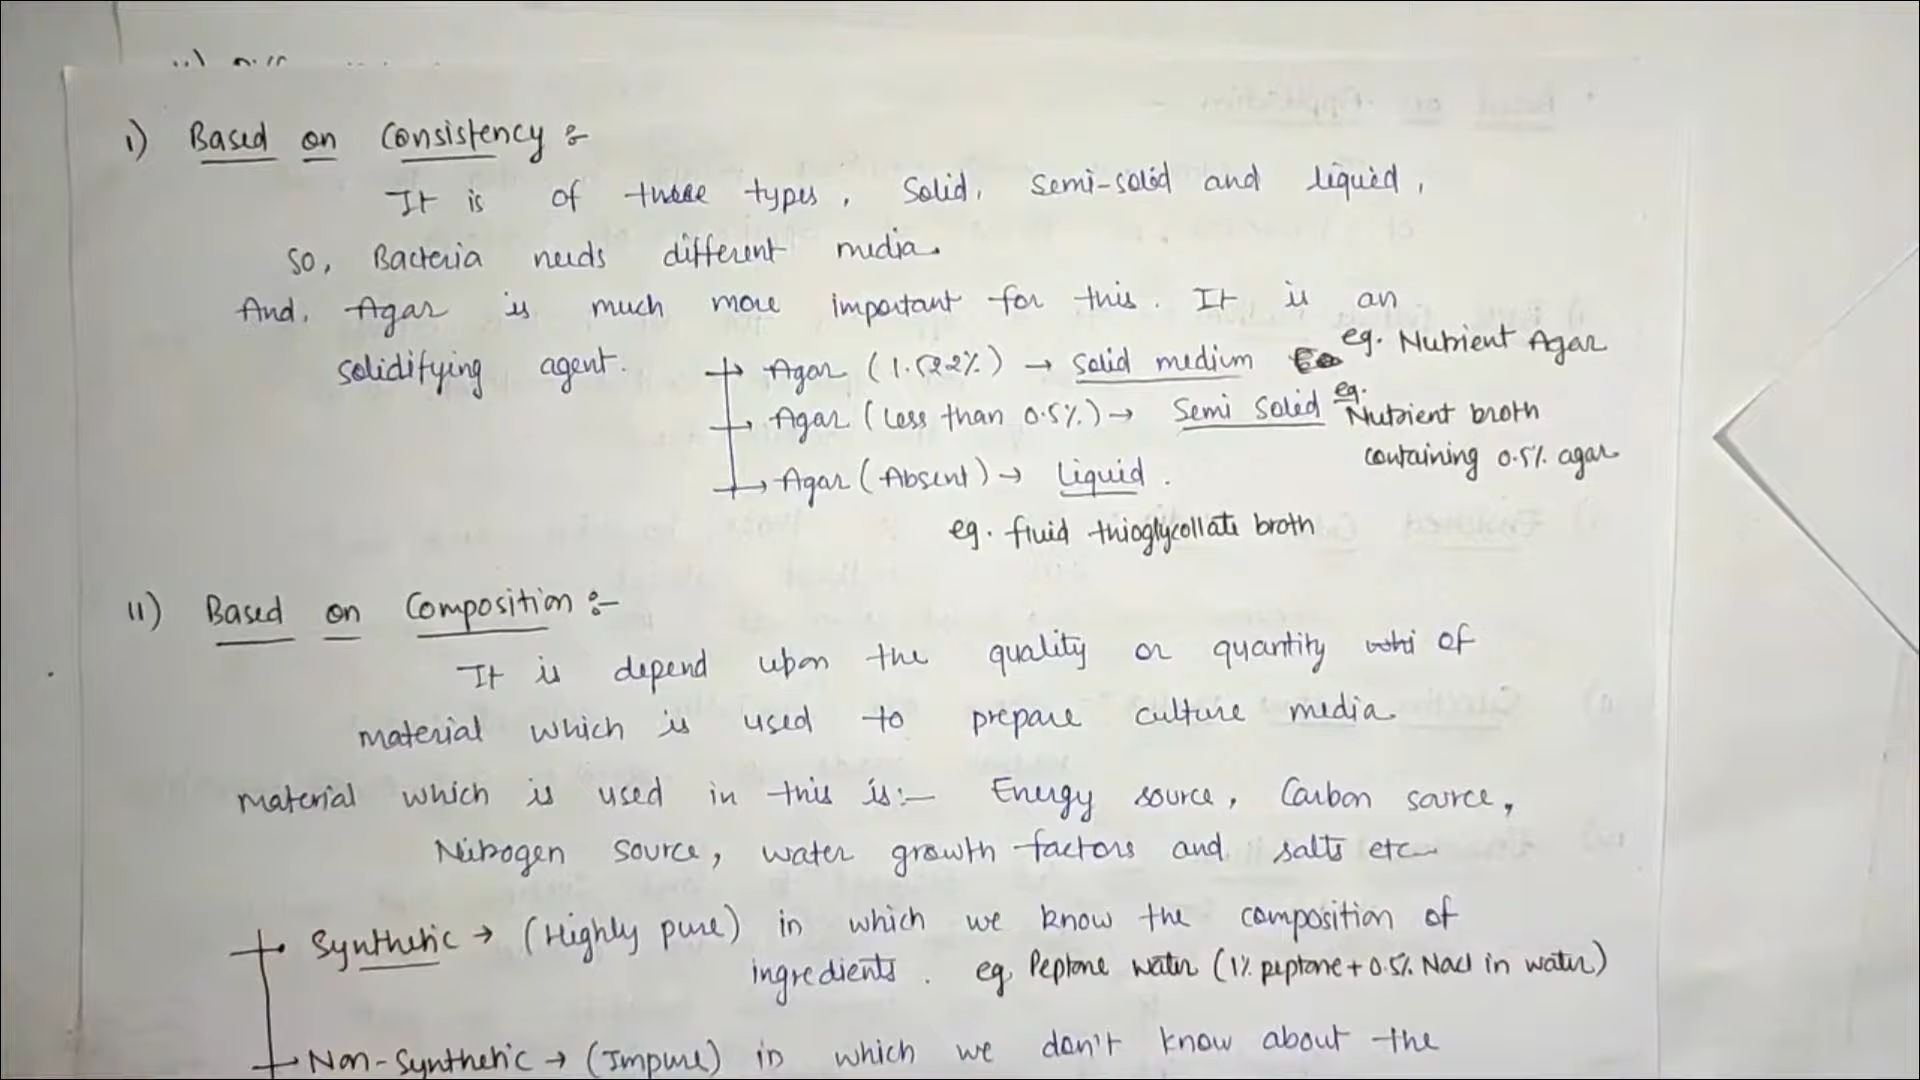 1) Based on Consistency :-
It is of these types, Solid, Semi-solid and liquid,
So, Bacteria needs different media.
And, Agar is much more important for this. It is an
solidifying agent. → Agar ( ) → Solid medium eg. Nutrient Agar
→ Agar (Less than 0.5%) → Semi Solid eg. Nutrient broth
containing 0.5% agar
→ Agar (Absent) → Liquid.
eg. fluid thioglycollate broth
11) Based on Composition :-
It is depend upon the quality or quantity of
material which is used to prepare culture media.
Material which is used in this is :- Energy source, Carbon source,
Nitrogen source, water growth factors and salts etc
→ Synthetic → (Highly pure) in which we know the composition of
ingredients. eg. Peptone water (1% peptone + 0.5% Nacl in water)
→ Non-Synthetic → (Impure) in which we don't know about the